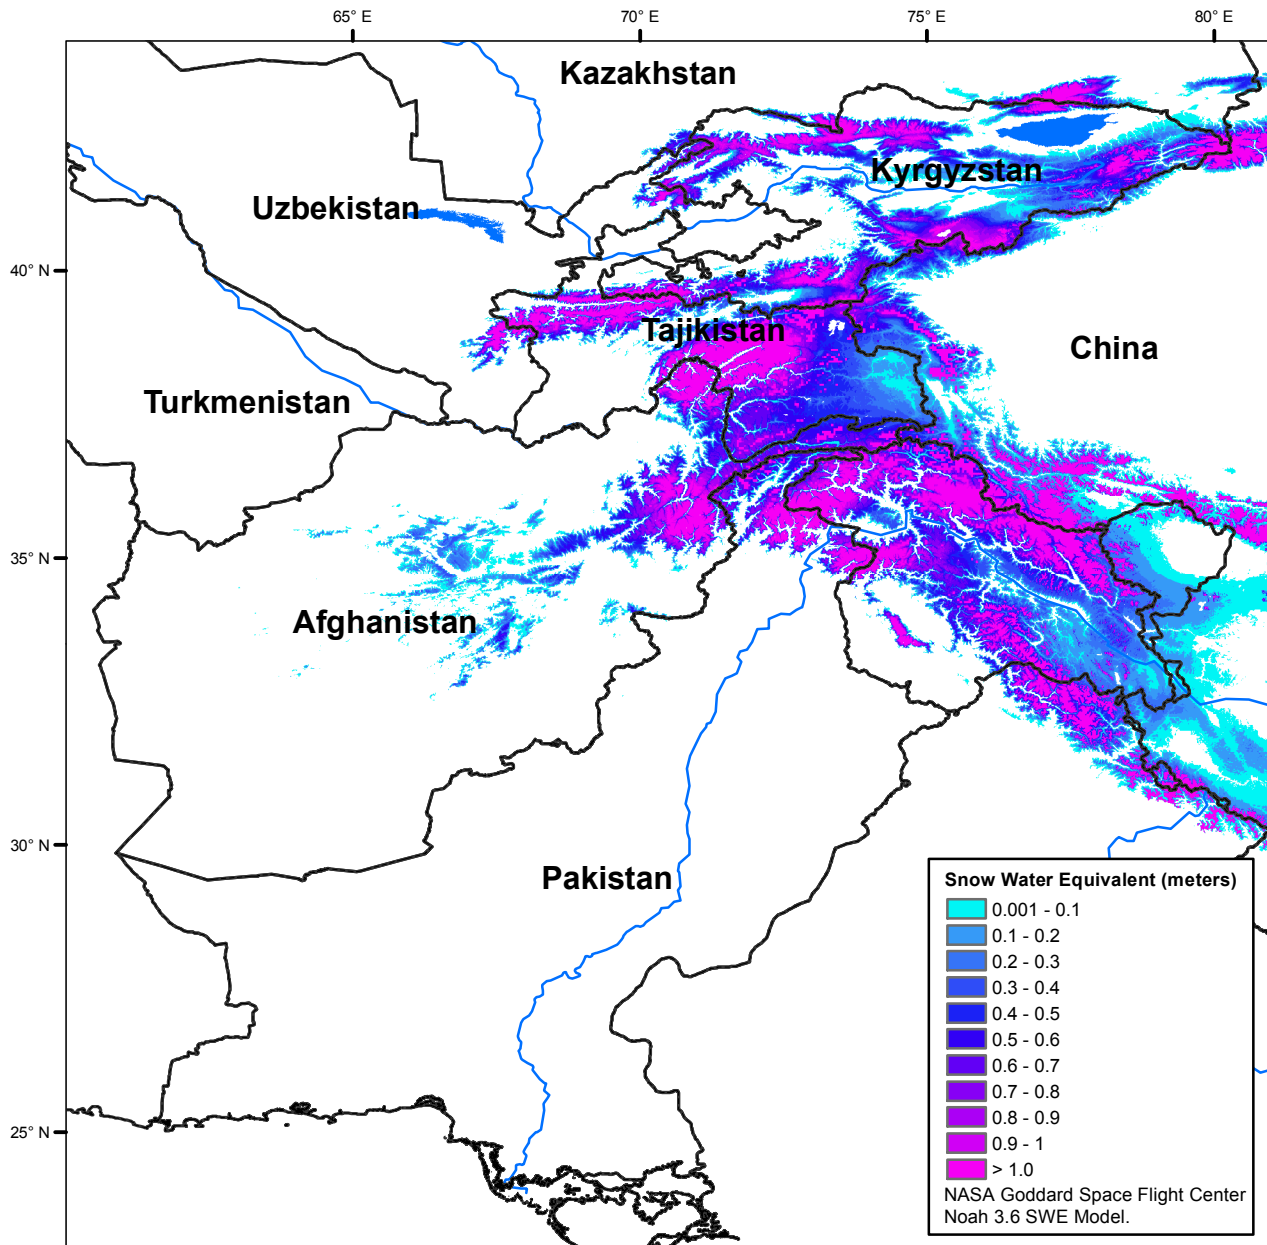 65° E
70° E
75° E
80° E
Kazakhstan
Kyrgyzstan
Uzbekistan
40° N
Tajikistan
China
Turkmenistan
35° N
Afghanistan
30° N
Pakistan
25° N
Snow Water Equivalent (meters)
0.001 - 0.1
0.1 - 0.2
0.2 - 0.3
0.3 - 0.4
0.4 - 0.5
0.5 - 0.6
0.6 - 0.7
0.7 - 0.8
0.8 - 0.9
0.9 - 1
> 1.0
NASA Goddard Space Flight Center
Noah 3.6 SWE Model.